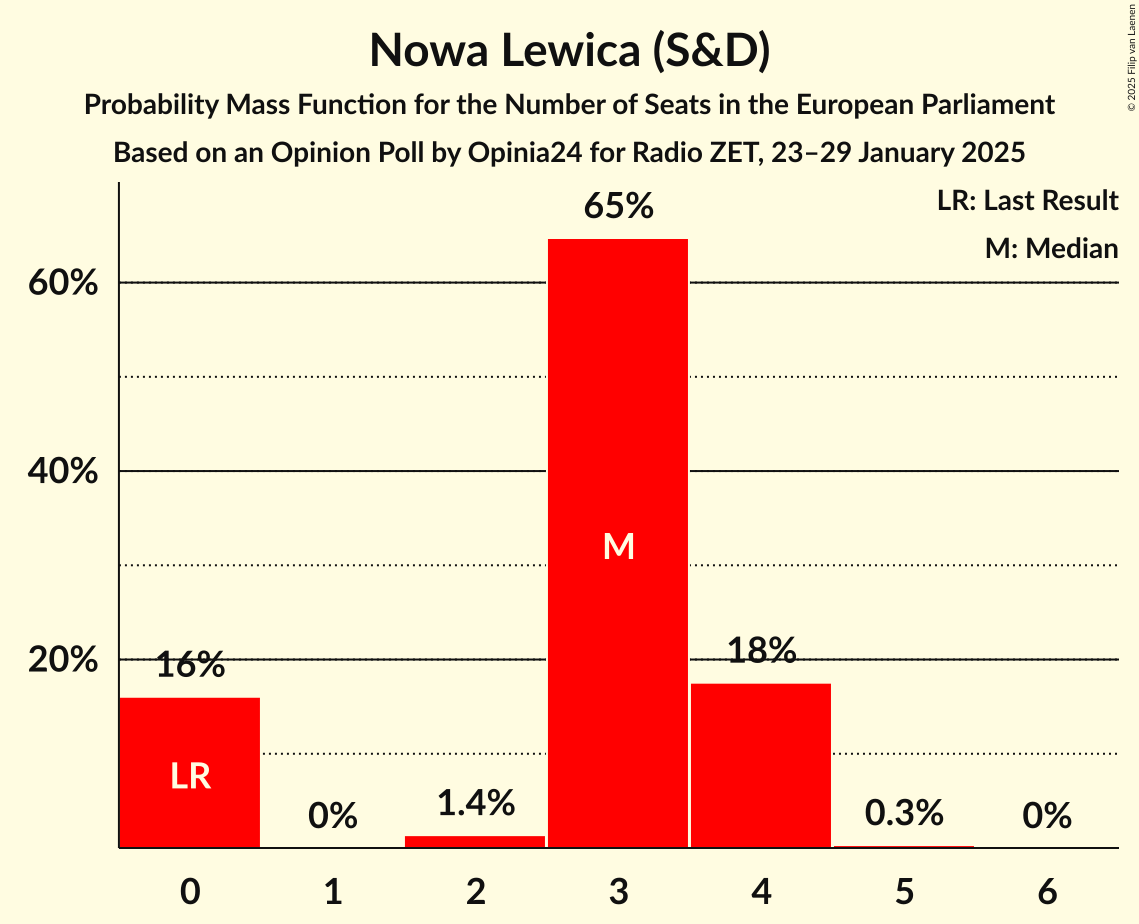 Nowa Lewica (S&D)
Probability Mass Function for the Number of Seats in the European Parliament
Based on an Opinion Poll by Opinia24 for Radio ZET, 23–29 January 2025
© 2025 Filip van Laenen
LR: Last Result
M: Median
65%
60%
40%
M
20%
16%
18%
LR
0%
1.4%
0.3%
0%
0 1 2 3 4 5 6